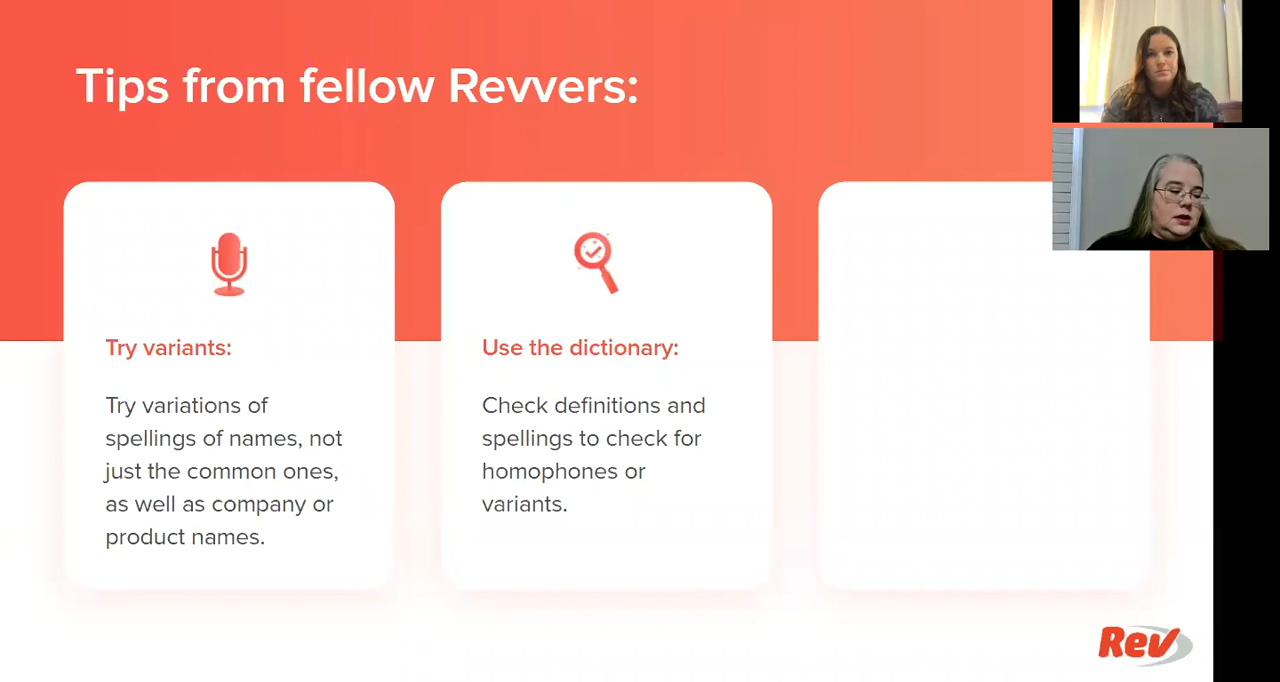 Tips from fellow Revvers:
Try variants:
Try variations of
spellings of names, not
just the common ones,
as well as company or
product names.
Use the dictionary:
Check definitions and
spellings to check for
homophones or
variants.
Rev